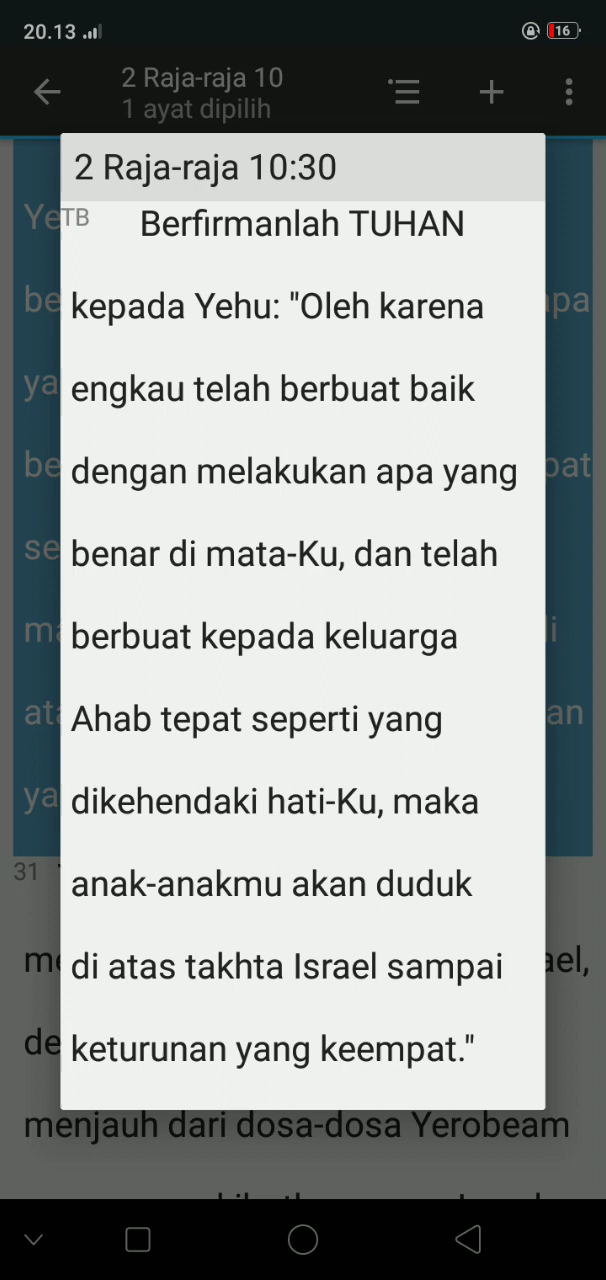 20.13
16
2 Raja-raja 10
1 ayat dipilih
2 Raja-raja 10:30
TB Berfirmanlah TUHAN
kepada Yehu: "Oleh karena
engkau telah berbuat baik
dengan melakukan apa yang
benar di mata-Ku, dan telah
berbuat kepada keluarga
Ahab tepat seperti yang
dikehendaki hati-Ku, maka
anak-anakmu akan duduk
di atas takhta Israel sampai
keturunan yang keempat."
31
menjauh dari dosa-dosa Yerobeam